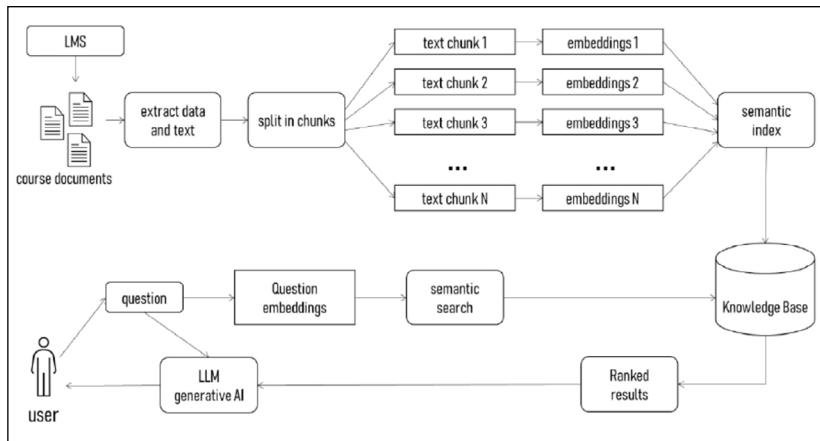 LMS
course documents
extract data
and text
split in chunks
text chunk 1
embeddings 1
text chunk 2
embeddings 2
text chunk 3
embeddings 3
...
...
text chunk N
embeddings N
semantic
index
Knowledge Base
question
Question
embeddings
semantic
search
user
LLM
generative AI
Ranked
results